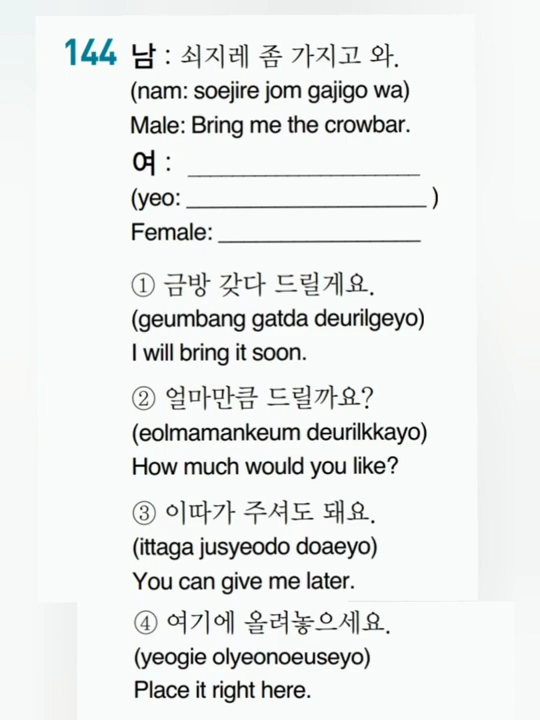 144 남 : 쇠지레 좀 가지고 와.
(nam: soejire jom gajigo wa)
Male: Bring me the crowbar.
여 : ____________________
(yeo: ____________________ )
Female: ____________________
① 금방 갖다 드릴게요.
(geumbang gatda deurilgeyo)
I will bring it soon.
② 얼마만큼 드릴까요?
(eolmamankeum deurilkkayo)
How much would you like?
③ 이따가 주셔도 돼요.
(ittaga jusyeodo doaeyo)
You can give me later.
④ 여기에 올려놓으세요.
(yeogie olyeonoeuseyo)
Place it right here.